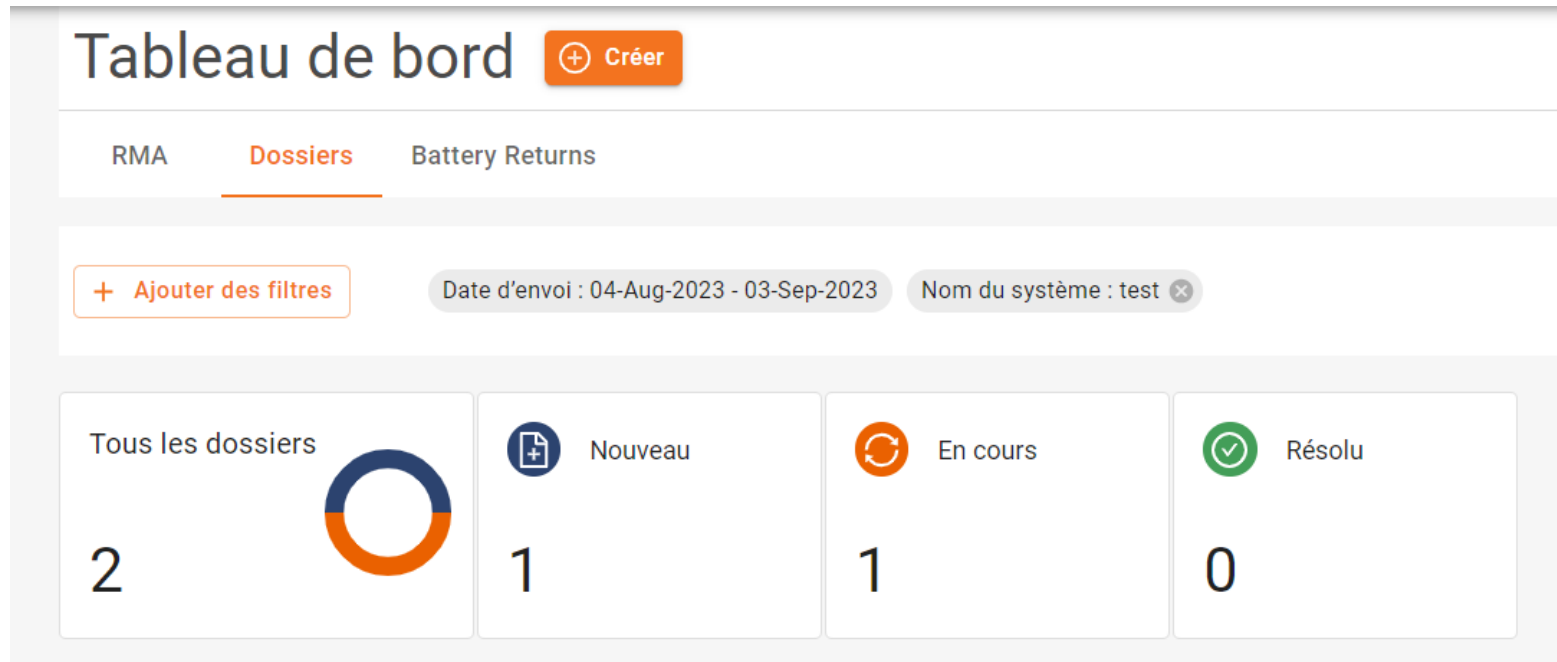 Tableau de bord Créer
RMA Dossiers Battery Returns
+ Ajouter des filtres Date d’envoi : 04-Aug-2023 - 03-Sep-2023 Nom du système : test
Tous les dossiers Nouveau En cours Résolu
2 1 1 0